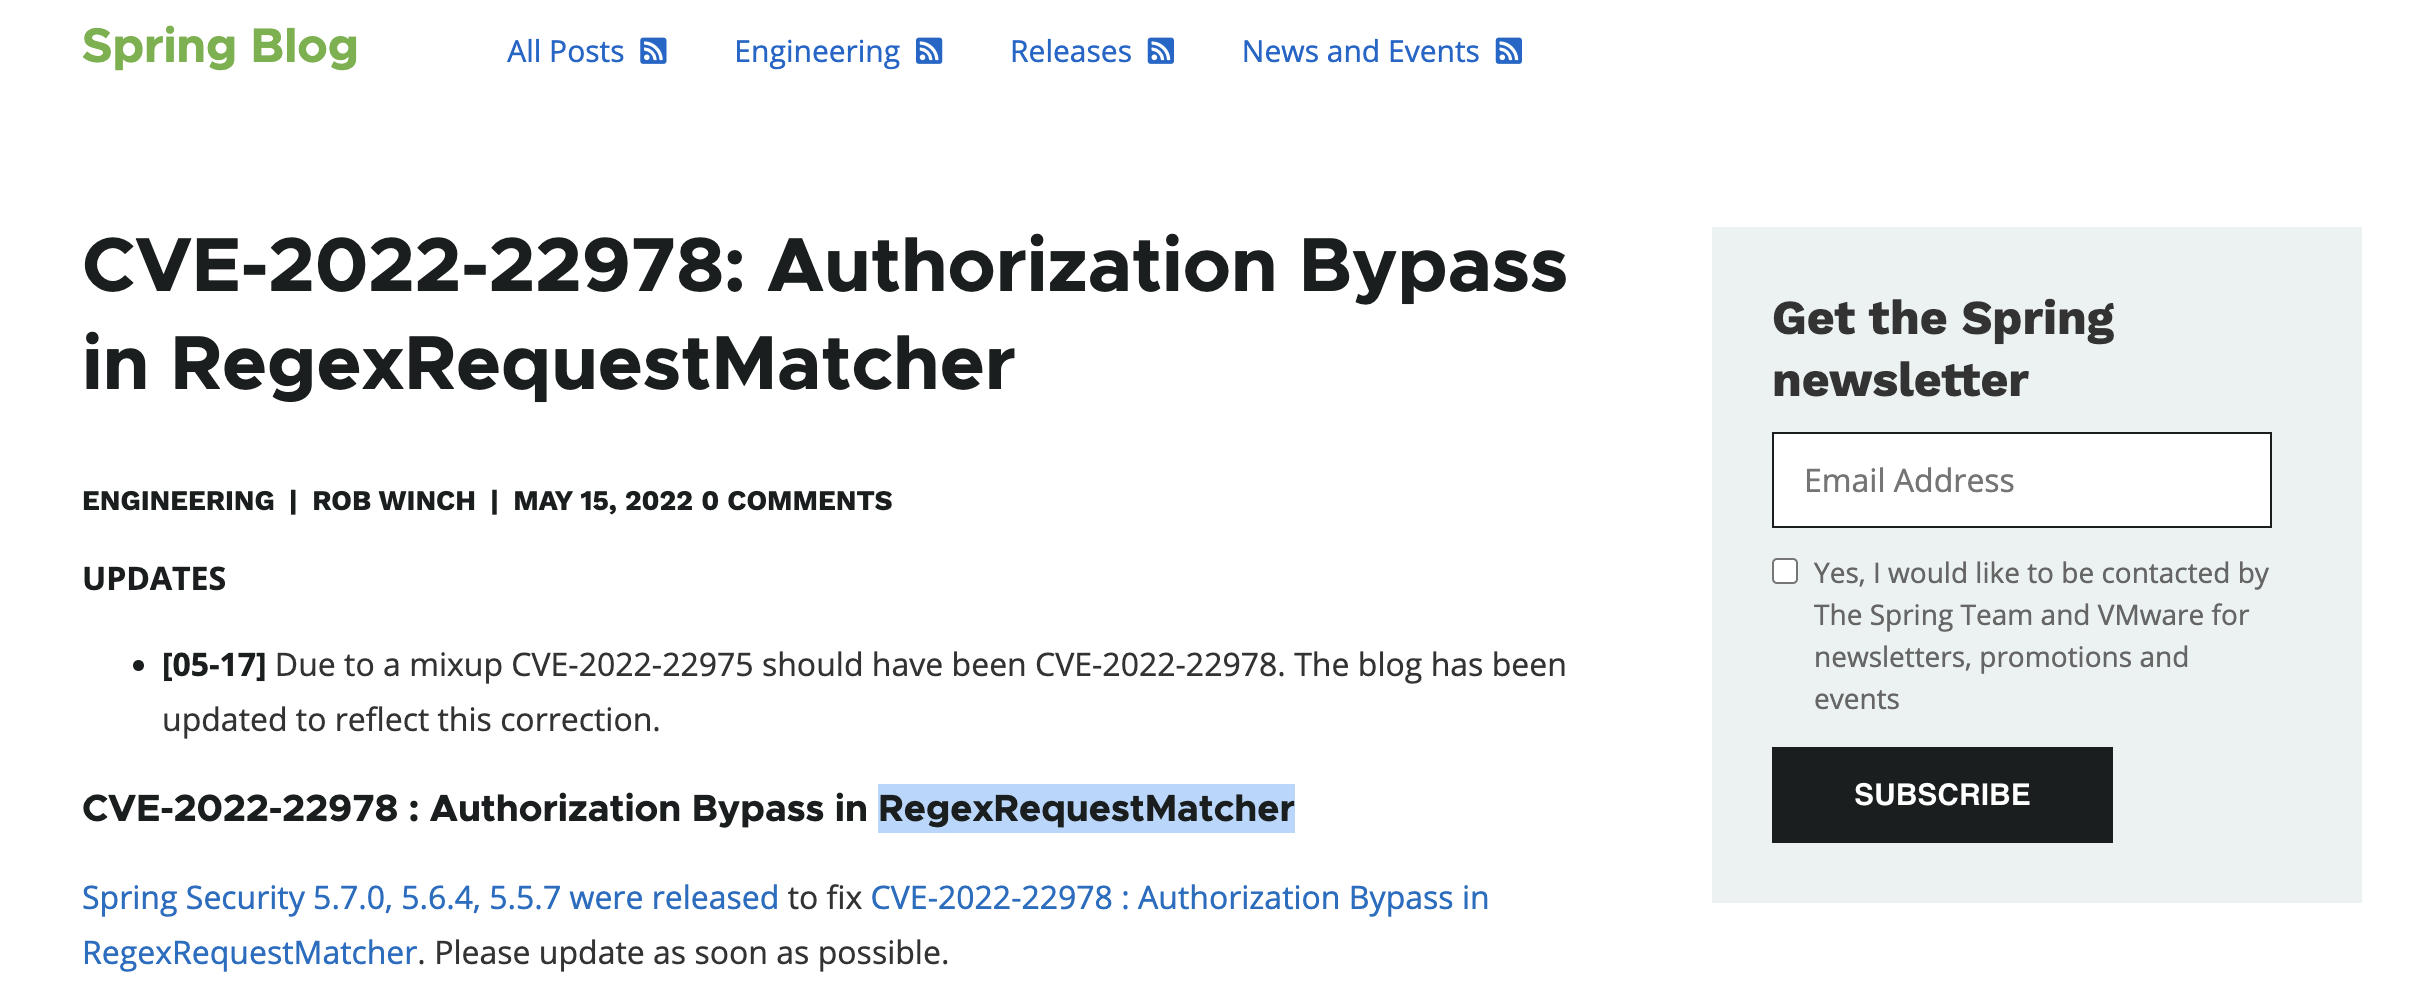 Spring Blog
All Posts
Engineering
Releases
News and Events
CVE-2022-22978: Authorization Bypass
in RegexRequestMatcher
ENGINEERING | ROB WINCH | MAY 15, 2022 0 COMMENTS
UPDATES
• [05-17] Due to a mixup CVE-2022-22975 should have been CVE-2022-22978. The blog has been
updated to reflect this correction.
CVE-2022-22978 : Authorization Bypass in RegexRequestMatcher
Spring Security 5.7.0, 5.6.4, 5.5.7 were released to fix CVE-2022-22978 : Authorization Bypass in
RegexRequestMatcher. Please update as soon as possible.
Get the Spring
newsletter
Email Address
Yes, I would like to be contacted by
The Spring Team and VMware for
newsletters, promotions and
events
SUBSCRIBE